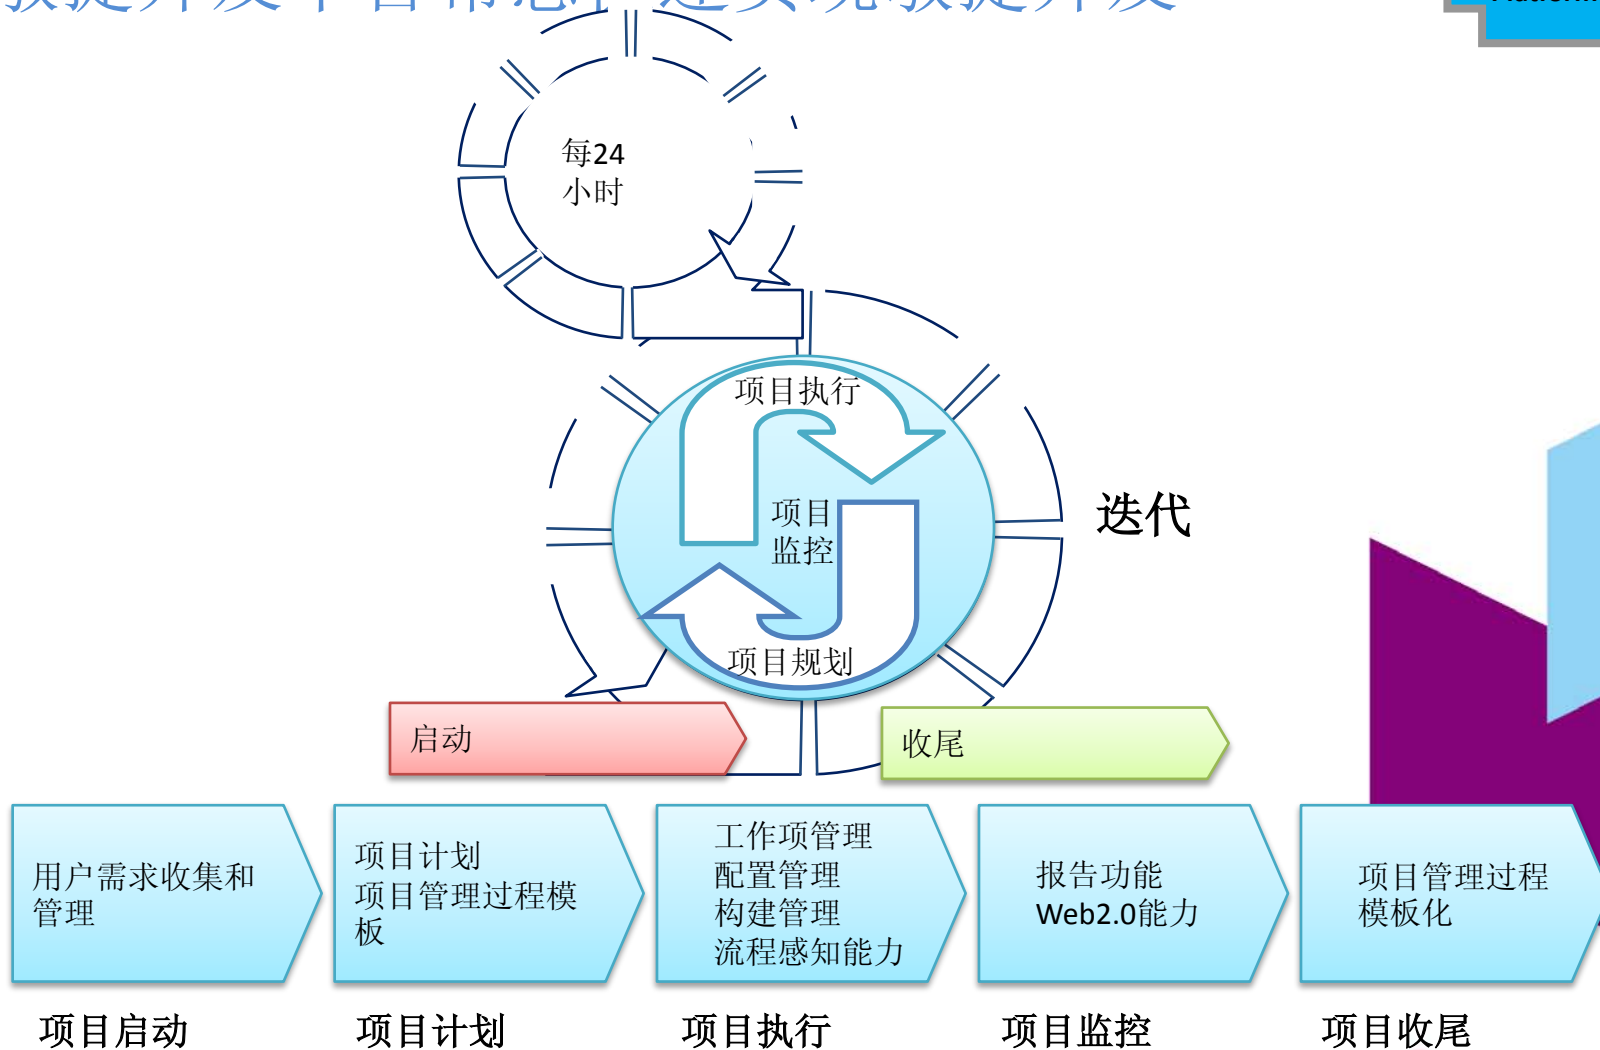 每24
小时
项目执行
项目
监控
迭代
项目规划
启动
收尾
用户需求收集和
管理
项目计划
项目管理过程模
板
工作项管理
配置管理
构建管理
流程感知能力
报告功能
Web2.0能力
项目管理过程
模板化
项目启动
项目计划
项目执行
项目监控
项目收尾